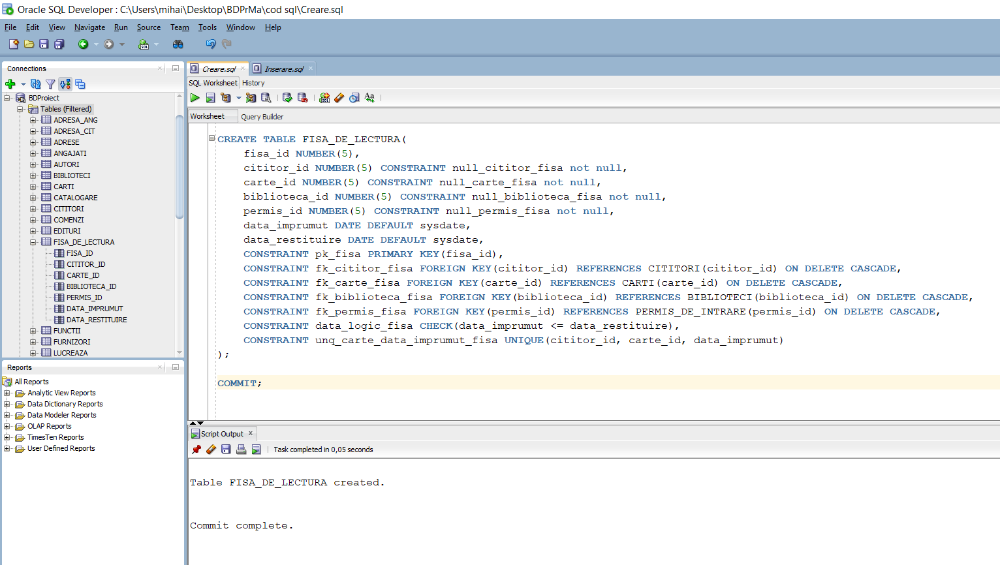 Oracle SQL Developer : C:\Users\mihai\Desktop\BDPrMa\cod sql\Creare.sql
File Edit View Navigate Run Source Team Tools Window Help
Connections
BDProiect
Tables (Filtered)
ADRESA_ANG
ADRESA_CIT
ADRESE
ANGAJATI
AUTORI
BIBLIOTECI
CARTI
CATALOGARE
CITITORI
COMENZI
EDITURI
FISA_DE_LECTURA
FISA_ID
CITITOR_ID
CARTE_ID
BIBLIOTECA_ID
PERMIS_ID
DATA_IMPRUMUT
DATA_RESTITUIRE
FUNCTII
FURNIZORI
LUCREAZA
Reports
All Reports
Analytic View Reports
Data Dictionary Reports
Data Modeler Reports
OLAP Reports
TimesTen Reports
User Defined Reports
Creare.sql Inserare.sql
SQL Worksheet History
Worksheet Query Builder
CREATE TABLE FISA_DE_LECTURA(
fisa_id NUMBER(5),
cititor_id NUMBER(5) CONSTRAINT null_cititor_fisa not null,
carte_id NUMBER(5) CONSTRAINT null_carte_fisa not null,
biblioteca_id NUMBER(5) CONSTRAINT null_biblioteca_fisa not null,
permis_id NUMBER(5) CONSTRAINT null_permis_fisa not null,
data_imprumut DATE DEFAULT sysdate,
data_restituire DATE DEFAULT sysdate,
CONSTRAINT pk_fisa PRIMARY KEY(fisa_id),
CONSTRAINT fk_cititor_fisa FOREIGN KEY(cititor_id) REFERENCES CITITORI(cititor_id) ON DELETE CASCADE,
CONSTRAINT fk_carte_fisa FOREIGN KEY(carte_id) REFERENCES CARTI(carte_id) ON DELETE CASCADE,
CONSTRAINT fk_biblioteca_fisa FOREIGN KEY(biblioteca_id) REFERENCES BIBLIOTECI(biblioteca_id) ON DELETE CASCADE,
CONSTRAINT fk_permis_fisa FOREIGN KEY(permis_id) REFERENCES PERMIS_DE_INTRARE(permis_id) ON DELETE CASCADE,
CONSTRAINT data_logic_fisa CHECK(data_imprumut <= data_restituire),
CONSTRAINT unq_carte_data_imprumut_fisa UNIQUE(cititor_id, carte_id, data_imprumut)
);
COMMIT;
Script Output
Task completed in 0,05 seconds
Table FISA_DE_LECTURA created.
Commit complete.